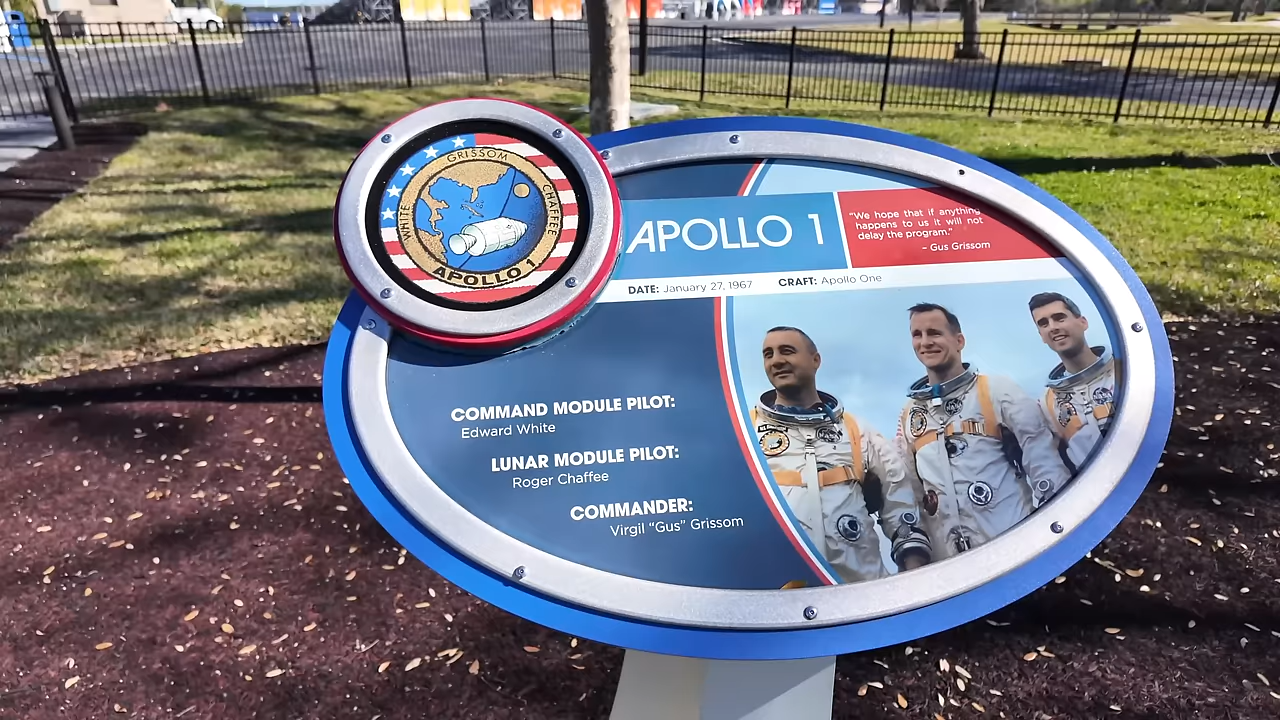 GRISSOM
WHITE
CHAFFEE
APOLLO 1
APOLLO 1
"We hope that if anything
happens to us it will not
delay the program."
– Gus Grissom
DATE: January 27, 1967 CRAFT: Apollo One
COMMAND MODULE PILOT:
Edward White
LUNAR MODULE PILOT:
Roger Chaffee
COMMANDER:
Virgil “Gus” Grissom